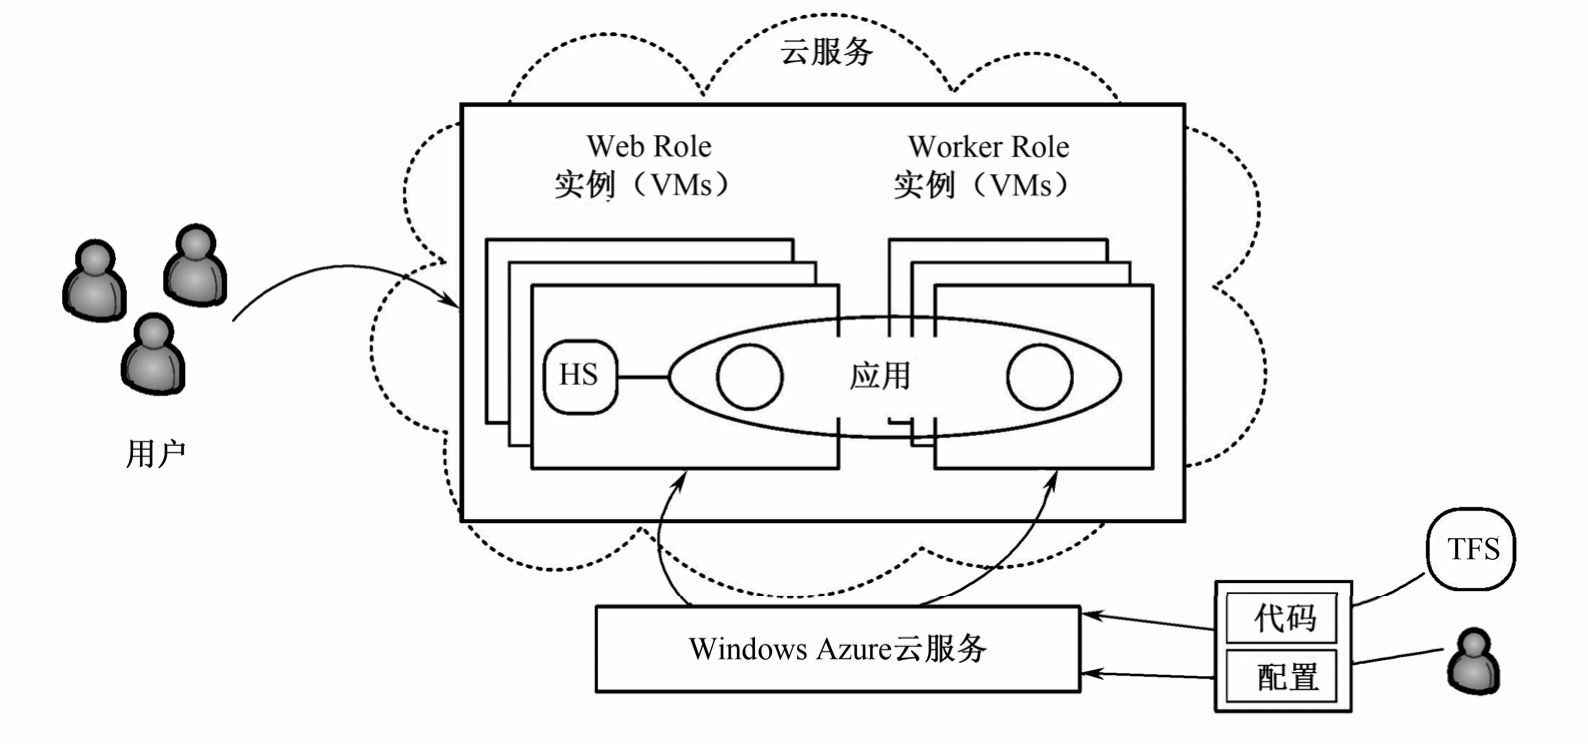 云服务
Web Role
实例（VMs）
Worker Role
实例（VMs）
HS
应用
用户
TFS
代码
配置
Windows Azure云服务